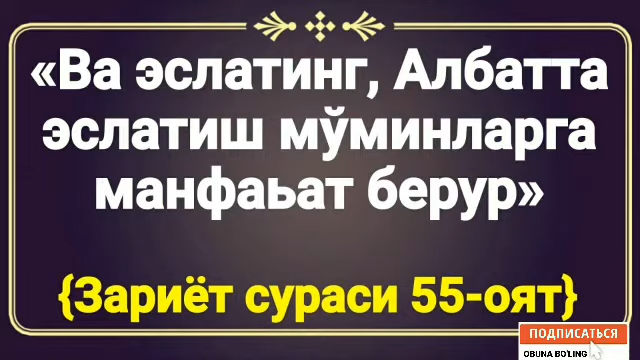 «Ва эслатинг, Албатта
эслатиш мўминларга
манфаьат берур»
{Зариёт сураси 55-оят}
ПОДПИСАТЬСЯ
OBUNA BO'LING